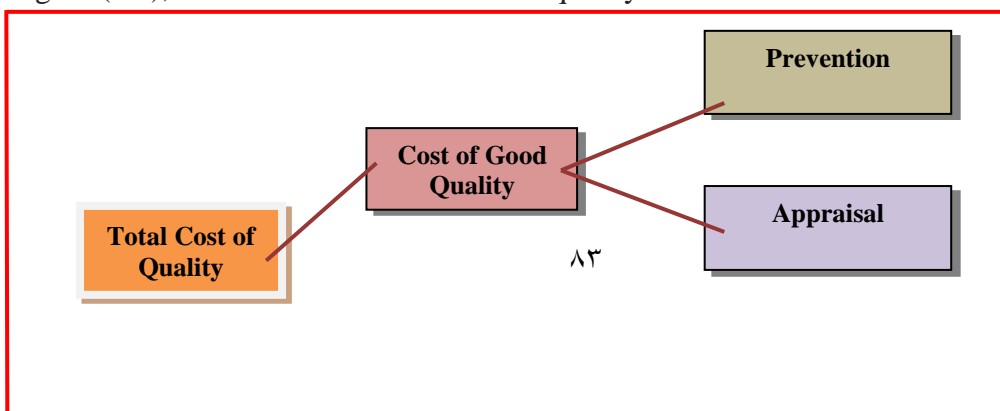 Prevention
Cost of Good
Quality
Appraisal
Total Cost of
Quality
٨٣